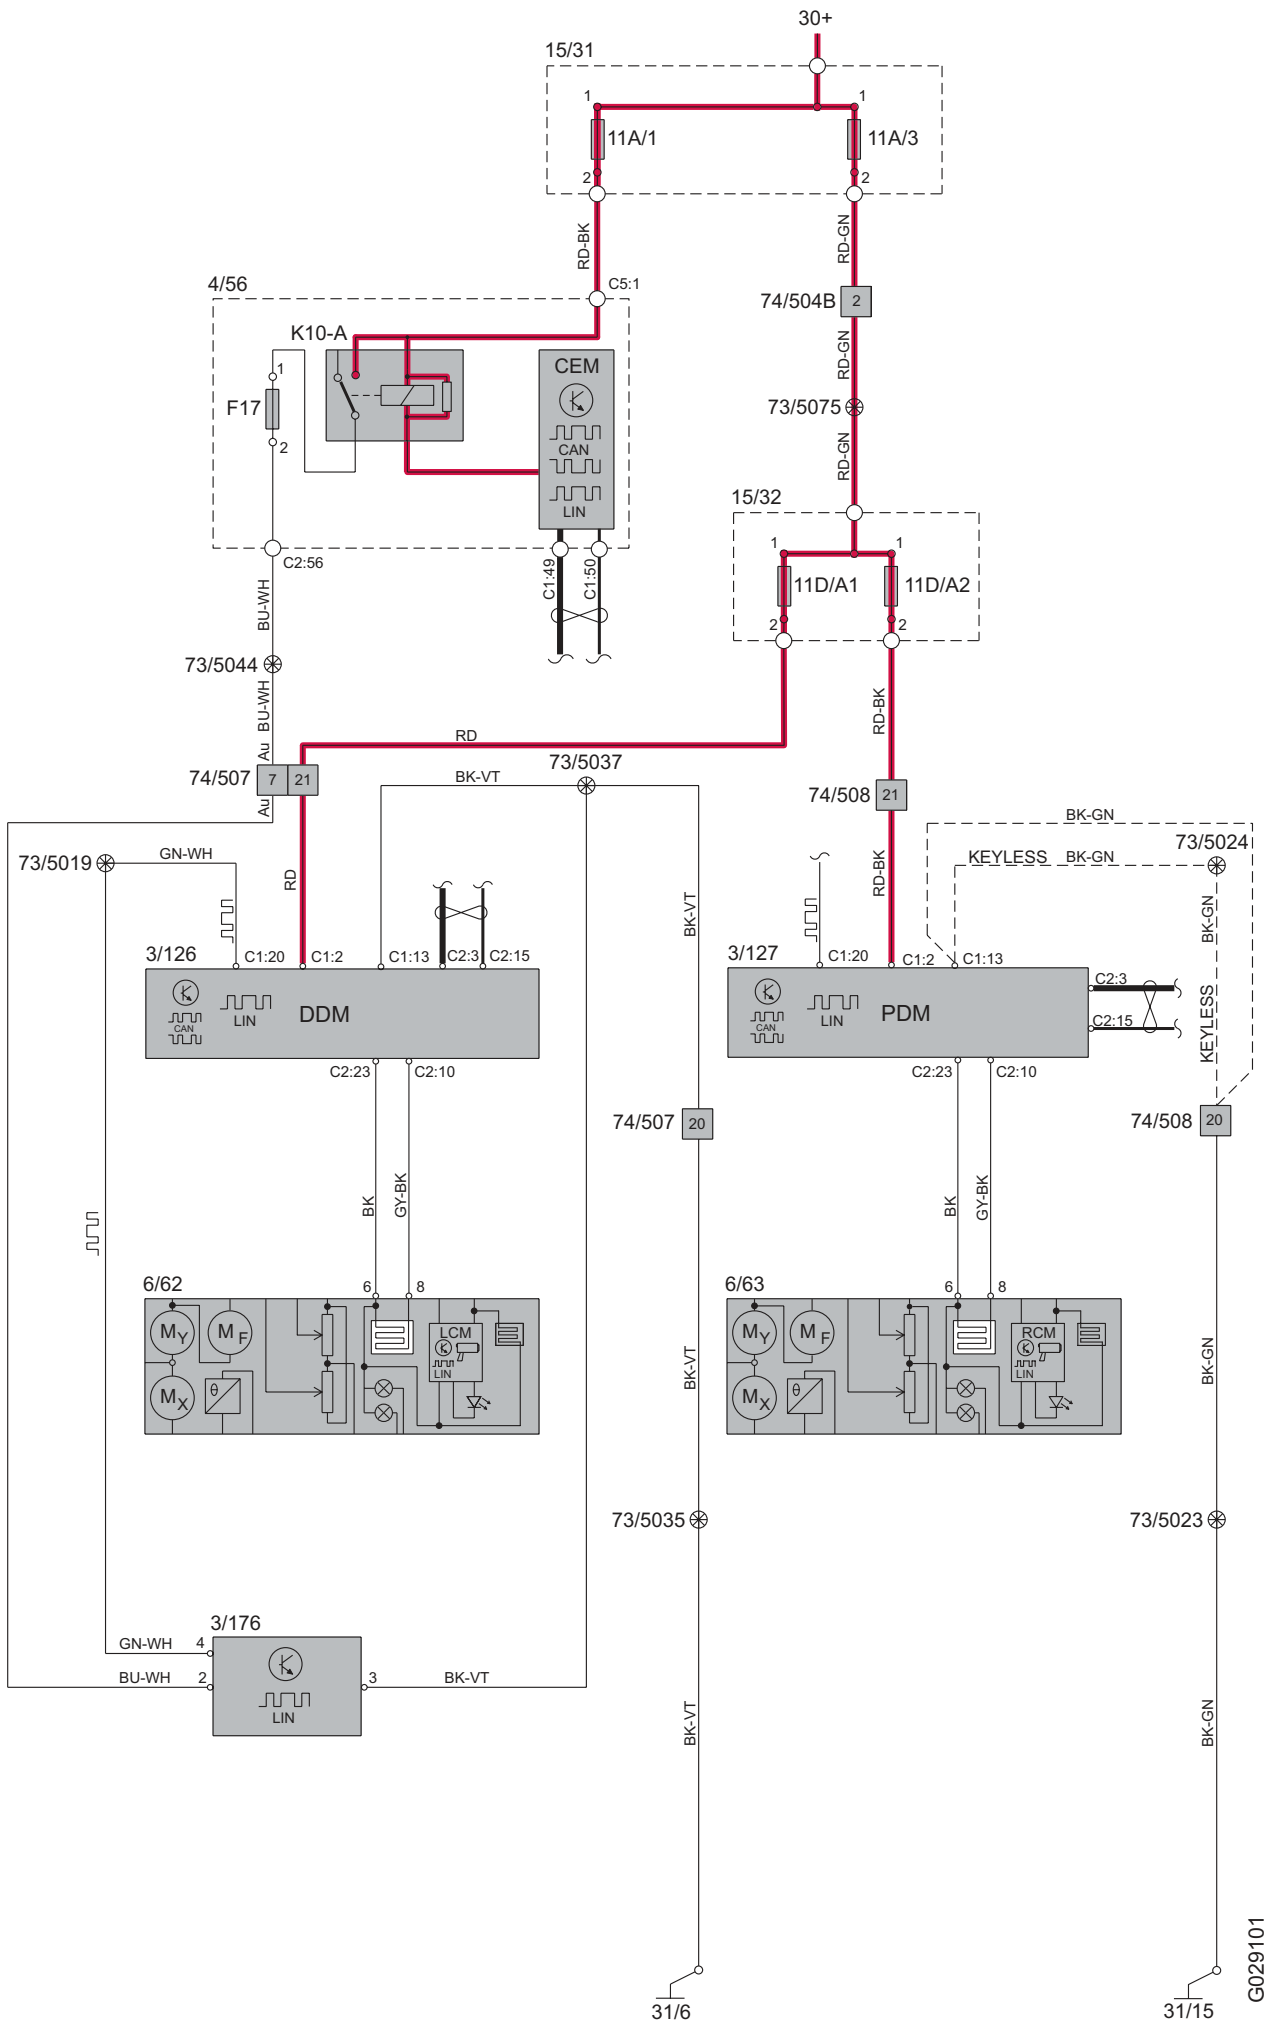 30+
15/31
1
1
11A/1
11A/3
2
2
RD-BK
RD-GN
4/56
C5:1
74/504B
2
K10-A
CEM
RD-GN
1
F17
CAN
73/5075
2
LIN
RD-GN
15/32
C2:56
C1:49
C1:50
1
1
11D/A1
11D/A2
BU-WH
2
2
73/5044
BU-WH
Au
RD
RD-BK
74/507
7
21
BK-VT
73/5037
74/508
21
Au
BK-GN
73/5019
GN-WH
KEYLESS
BK-GN
73/5024
RD
BK-VT
RD-BK
BK-GN
3/126
C1:20
C1:2
C1:13
C2:3
C2:15
3/127
C1:20
C1:2
C1:13
C2:3
CAN
LIN
DDM
CAN
LIN
PDM
C2:15
KEYLESS
C2:23
C2:10
C2:23
C2:10
74/507
20
74/508
20
BK
GY-BK
BK
GY-BK
6/62
6
8
6/63
6
8
MY
MF
LCM
MY
MF
RCM
LIN
LIN
MX
θ
MX
θ
BK-VT
BK-GN
73/5035
73/5023
3/176
GN-WH
4
BU-WH
2
3
BK-VT
LIN
BK-VT
BK-GN
31/6
31/15
G029101